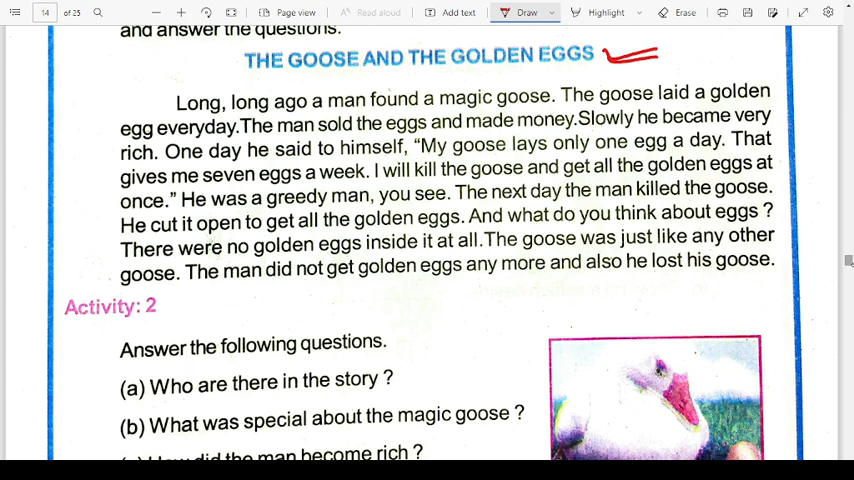 14 of 25 Page view Read aloud Add text Draw Highlight Erase
and answer the questions.
THE GOOSE AND THE GOLDEN EGGS
Long, long ago a man found a magic goose. The goose laid a golden
egg everyday.The man sold the eggs and made money.Slowly he became very
rich. One day he said to himself, “My goose lays only one egg a day. That
gives me seven eggs a week. I will kill the goose and get all the golden eggs at
once.” He was a greedy man, you see. The next day the man killed the goose.
He cut it open to get all the golden eggs. And what do you think about eggs ?
There were no golden eggs inside it at all.The goose was just like any other
goose. The man did not get golden eggs any more and also he lost his goose.
Activity: 2
Answer the following questions.
(a) Who are there in the story ?
(b) What was special about the magic goose ?
How did the man become rich ?